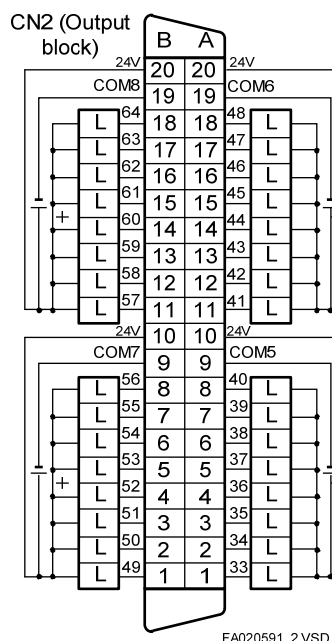 CN2 (Output
block)
B A
24V 20 20 24V
COM8 19 19 COM6
L 64 18 18 48 L
L 63 17 17 47 L
L 62 16 16 46 L
L 61 15 15 45 L
+ L 60 14 14 44 L
L 59 13 13 43 L
L 58 12 12 42 L
L 57 11 11 41 L
24V 10 10 24V
COM7 9 9 COM5
L 56 8 8 40 L
L 55 7 7 39 L
L 54 6 6 38 L
L 53 5 5 37 L
+ L 52 4 4 36 L
L 51 3 3 35 L
L 50 2 2 34 L
L 49 1 1 33 L
FA020591_2.VSD